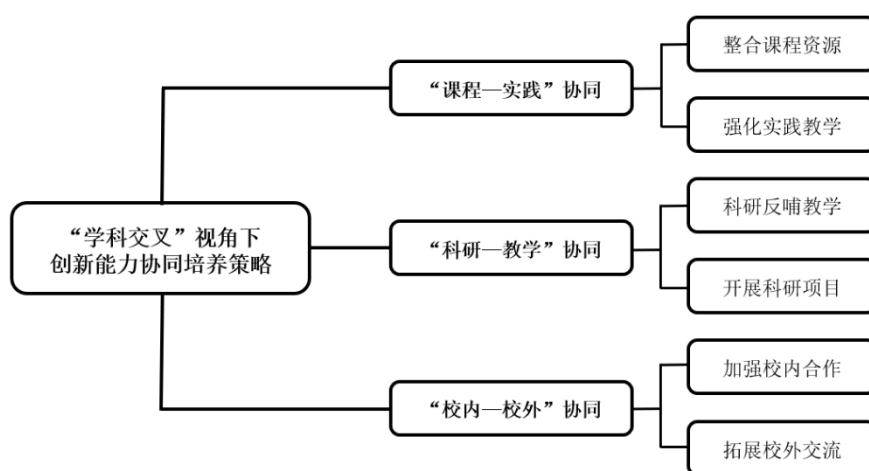 整合课程资源
“课程—实践”协同
强化实践教学
“学科交叉”视角下
创新能力协同培养策略
科研反哺教学
“科研—教学”协同
开展科研项目
加强校内合作
“校内—校外”协同
拓展校外交流